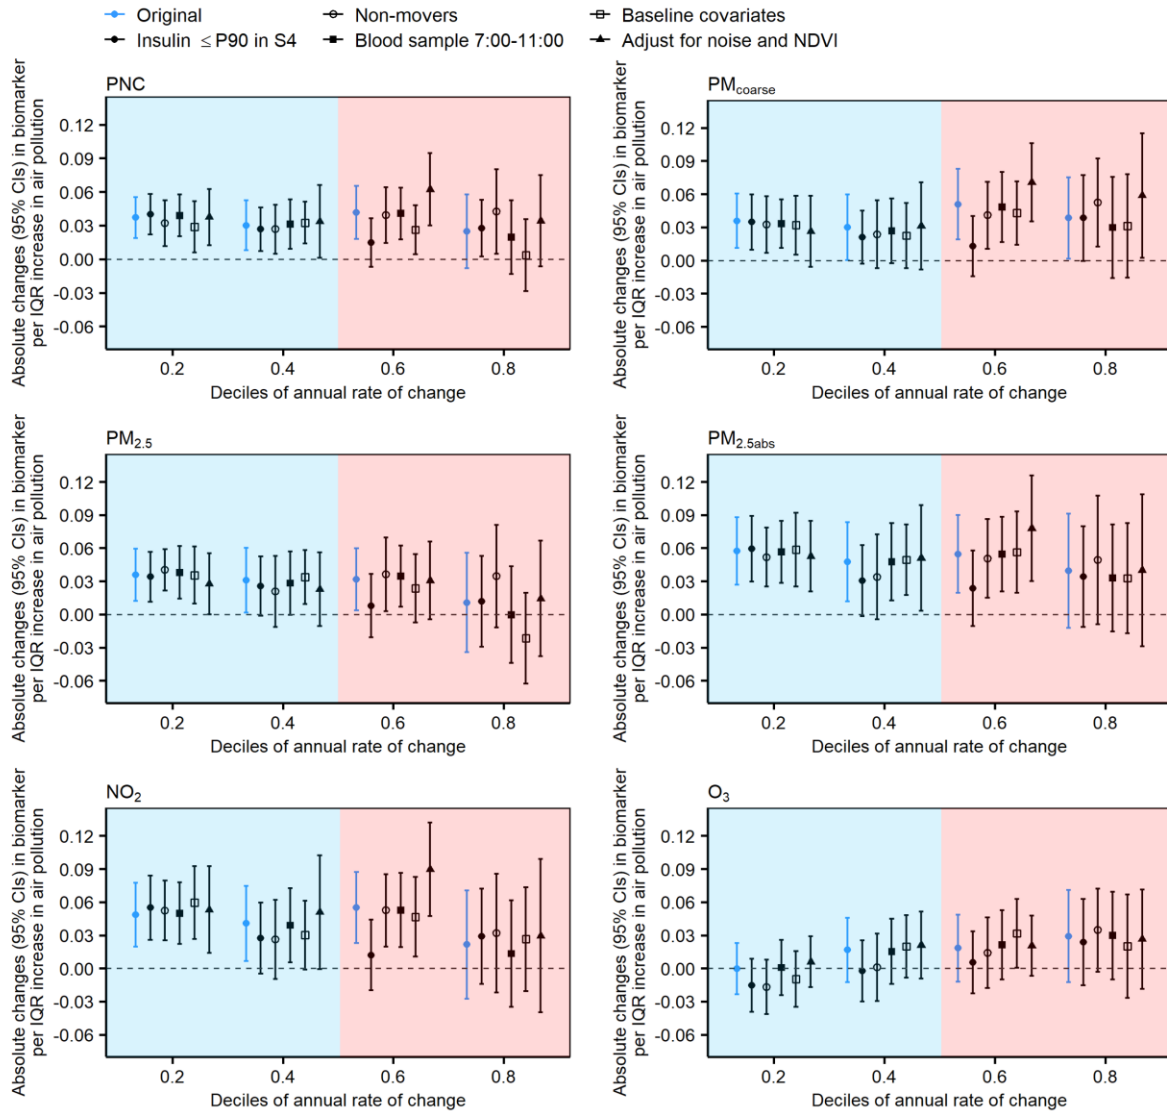 Original
Non-movers
Baseline covariates
Insulin ≤ P90 in S4
Blood sample 7:00-11:00
Adjust for noise and NDVI
PNC
Absolute changes (95% CIs) in biomarker
per IQR increase in air pollution
0.12
0.09
0.06
0.03
0.00
-0.03
-0.06
0.2 0.4 0.6 0.8
Deciles of annual rate of change
PMcoarse
Absolute changes (95% CIs) in biomarker
per IQR increase in air pollution
0.12
0.09
0.06
0.03
0.00
-0.03
-0.06
0.2 0.4 0.6 0.8
Deciles of annual rate of change
PM2.5
Absolute changes (95% CIs) in biomarker
per IQR increase in air pollution
0.12
0.09
0.06
0.03
0.00
-0.03
-0.06
0.2 0.4 0.6 0.8
Deciles of annual rate of change
PM2.5abs
Absolute changes (95% CIs) in biomarker
per IQR increase in air pollution
0.12
0.09
0.06
0.03
0.00
-0.03
-0.06
0.2 0.4 0.6 0.8
Deciles of annual rate of change
NO2
Absolute changes (95% CIs) in biomarker
per IQR increase in air pollution
0.12
0.09
0.06
0.03
0.00
-0.03
-0.06
0.2 0.4 0.6 0.8
Deciles of annual rate of change
O3
Absolute changes (95% CIs) in biomarker
per IQR increase in air pollution
0.12
0.09
0.06
0.03
0.00
-0.03
-0.06
0.2 0.4 0.6 0.8
Deciles of annual rate of change